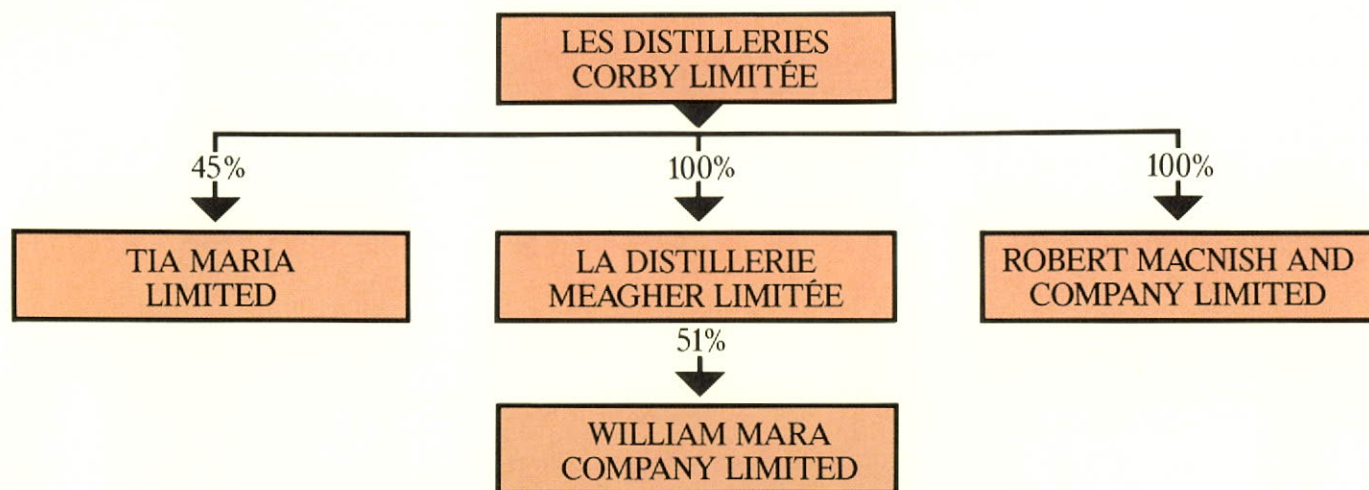 LES DISTILLERIES
CORBY LIMITÉE
45%
100%
100%
TIA MARIA
LIMITED
LA DISTILLERIE
MEAGHER LIMITÉE
ROBERT MACNISH AND
COMPANY LIMITED
51%
WILLIAM MARA
COMPANY LIMITED